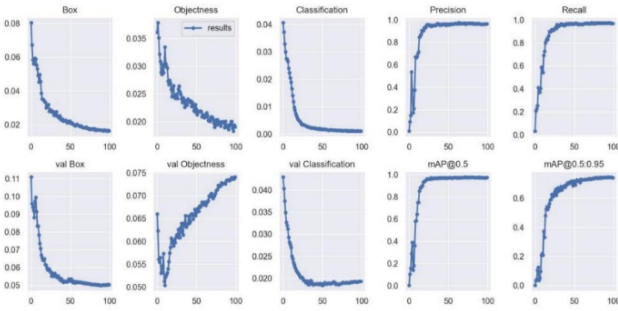 Box
Objectness
Classification
Precision
Recall
0.08
0.06
0.04
0.02
0 50 100
results
0.035
0.030
0.025
0.020
0 50 100
0.04
0.03
0.02
0.01
0.00
0 50 100
1.0
0.8
0.6
0.4
0.2
0.0
0 50 100
1.0
0.8
0.6
0.4
0.2
0.0
0 50 100
val Box
val Objectness
val Classification
mAP@0.5
mAP@0.5:0.95
0.11
0.10
0.09
0.08
0.07
0.06
0.05
0 50 100
0.075
0.070
0.065
0.060
0.055
0.050
0 50 100
0.040
0.035
0.030
0.025
0.020
0 50 100
1.0
0.8
0.6
0.4
0.2
0.0
0 50 100
0.7
0.6
0.5
0.4
0.3
0.2
0.1
0.0
0 50 100